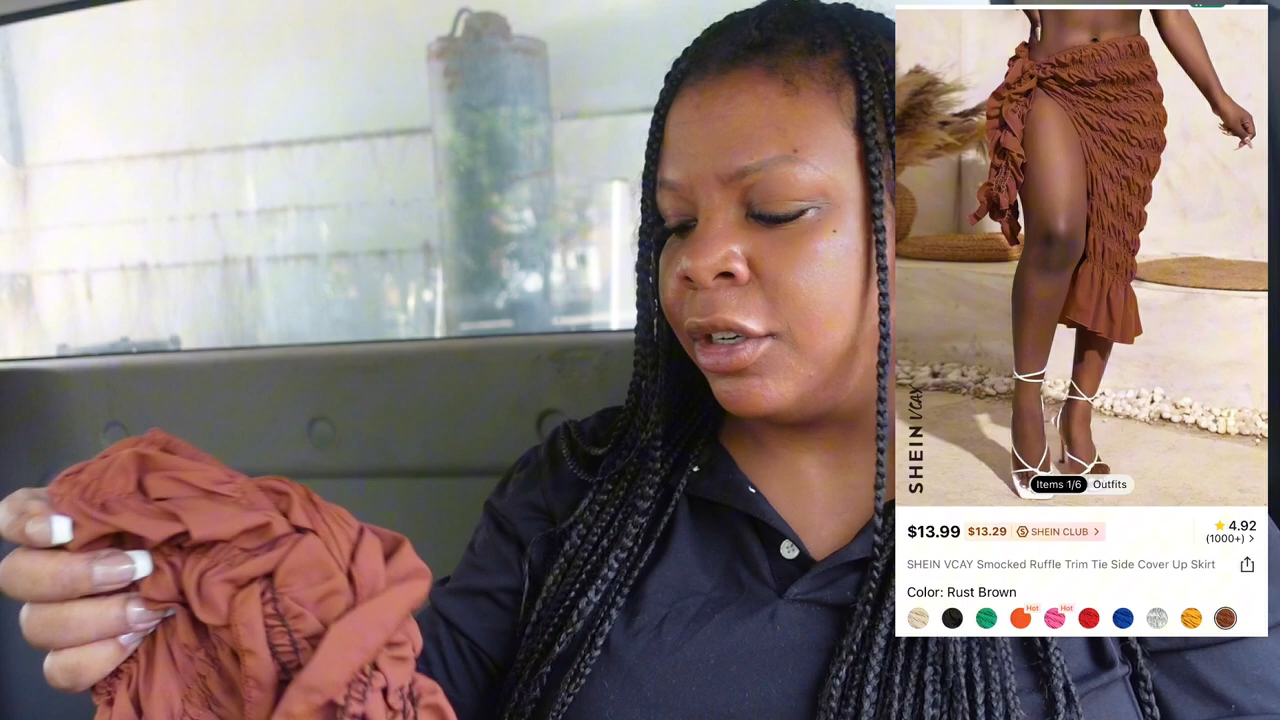 SHEIN VCAY
Items 1/6 Outfits
$13.99 $13.29 S SHEIN CLUB > ★ 4.92
(1000+) >
SHEIN VCAY Smocked Ruffle Trim Tie Side Cover Up Skirt
Color: Rust Brown
Hot Hot